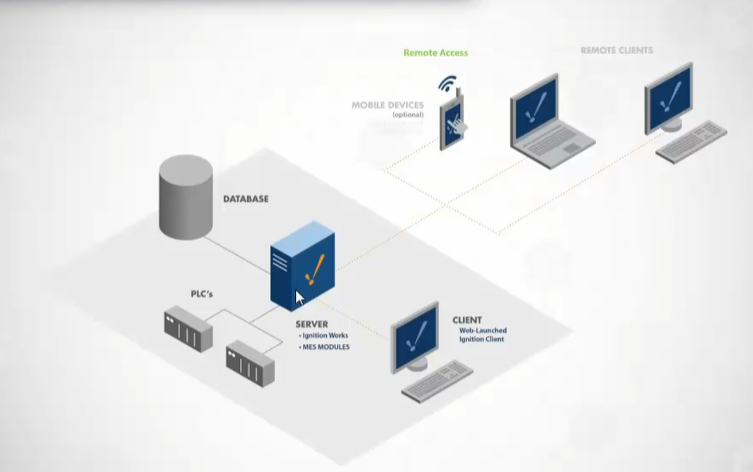 Remote Access
REMOTE CLIENTS
MOBILE DEVICES
(optional)
DATABASE
PLC's
SERVER
• Ignition Works
• MES MODULES
CLIENT
Web-Launched
Ignition Client